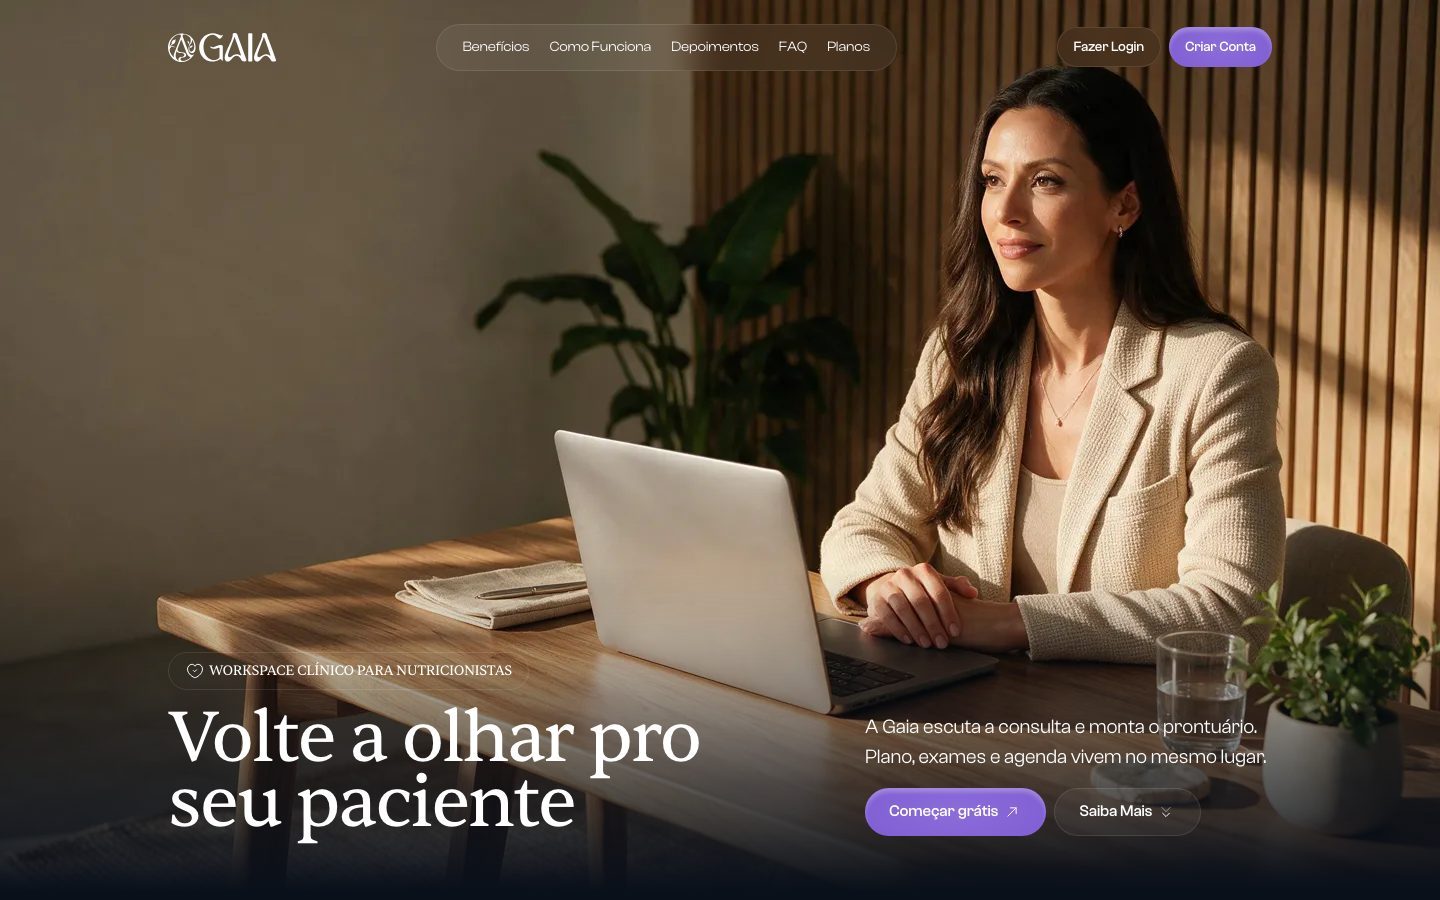 GAIA
Benefícios
Como Funciona
Depoimentos
FAQ
Planos
Fazer Login
Criar Conta
WORKSPACE CLÍNICO PARA NUTRICIONISTAS
Volte a olhar pro
seu paciente
A Gaia escuta a consulta e monta o prontuário.
Plano, exames e agenda vivem no mesmo lugar.
Começar grátis
Saiba Mais